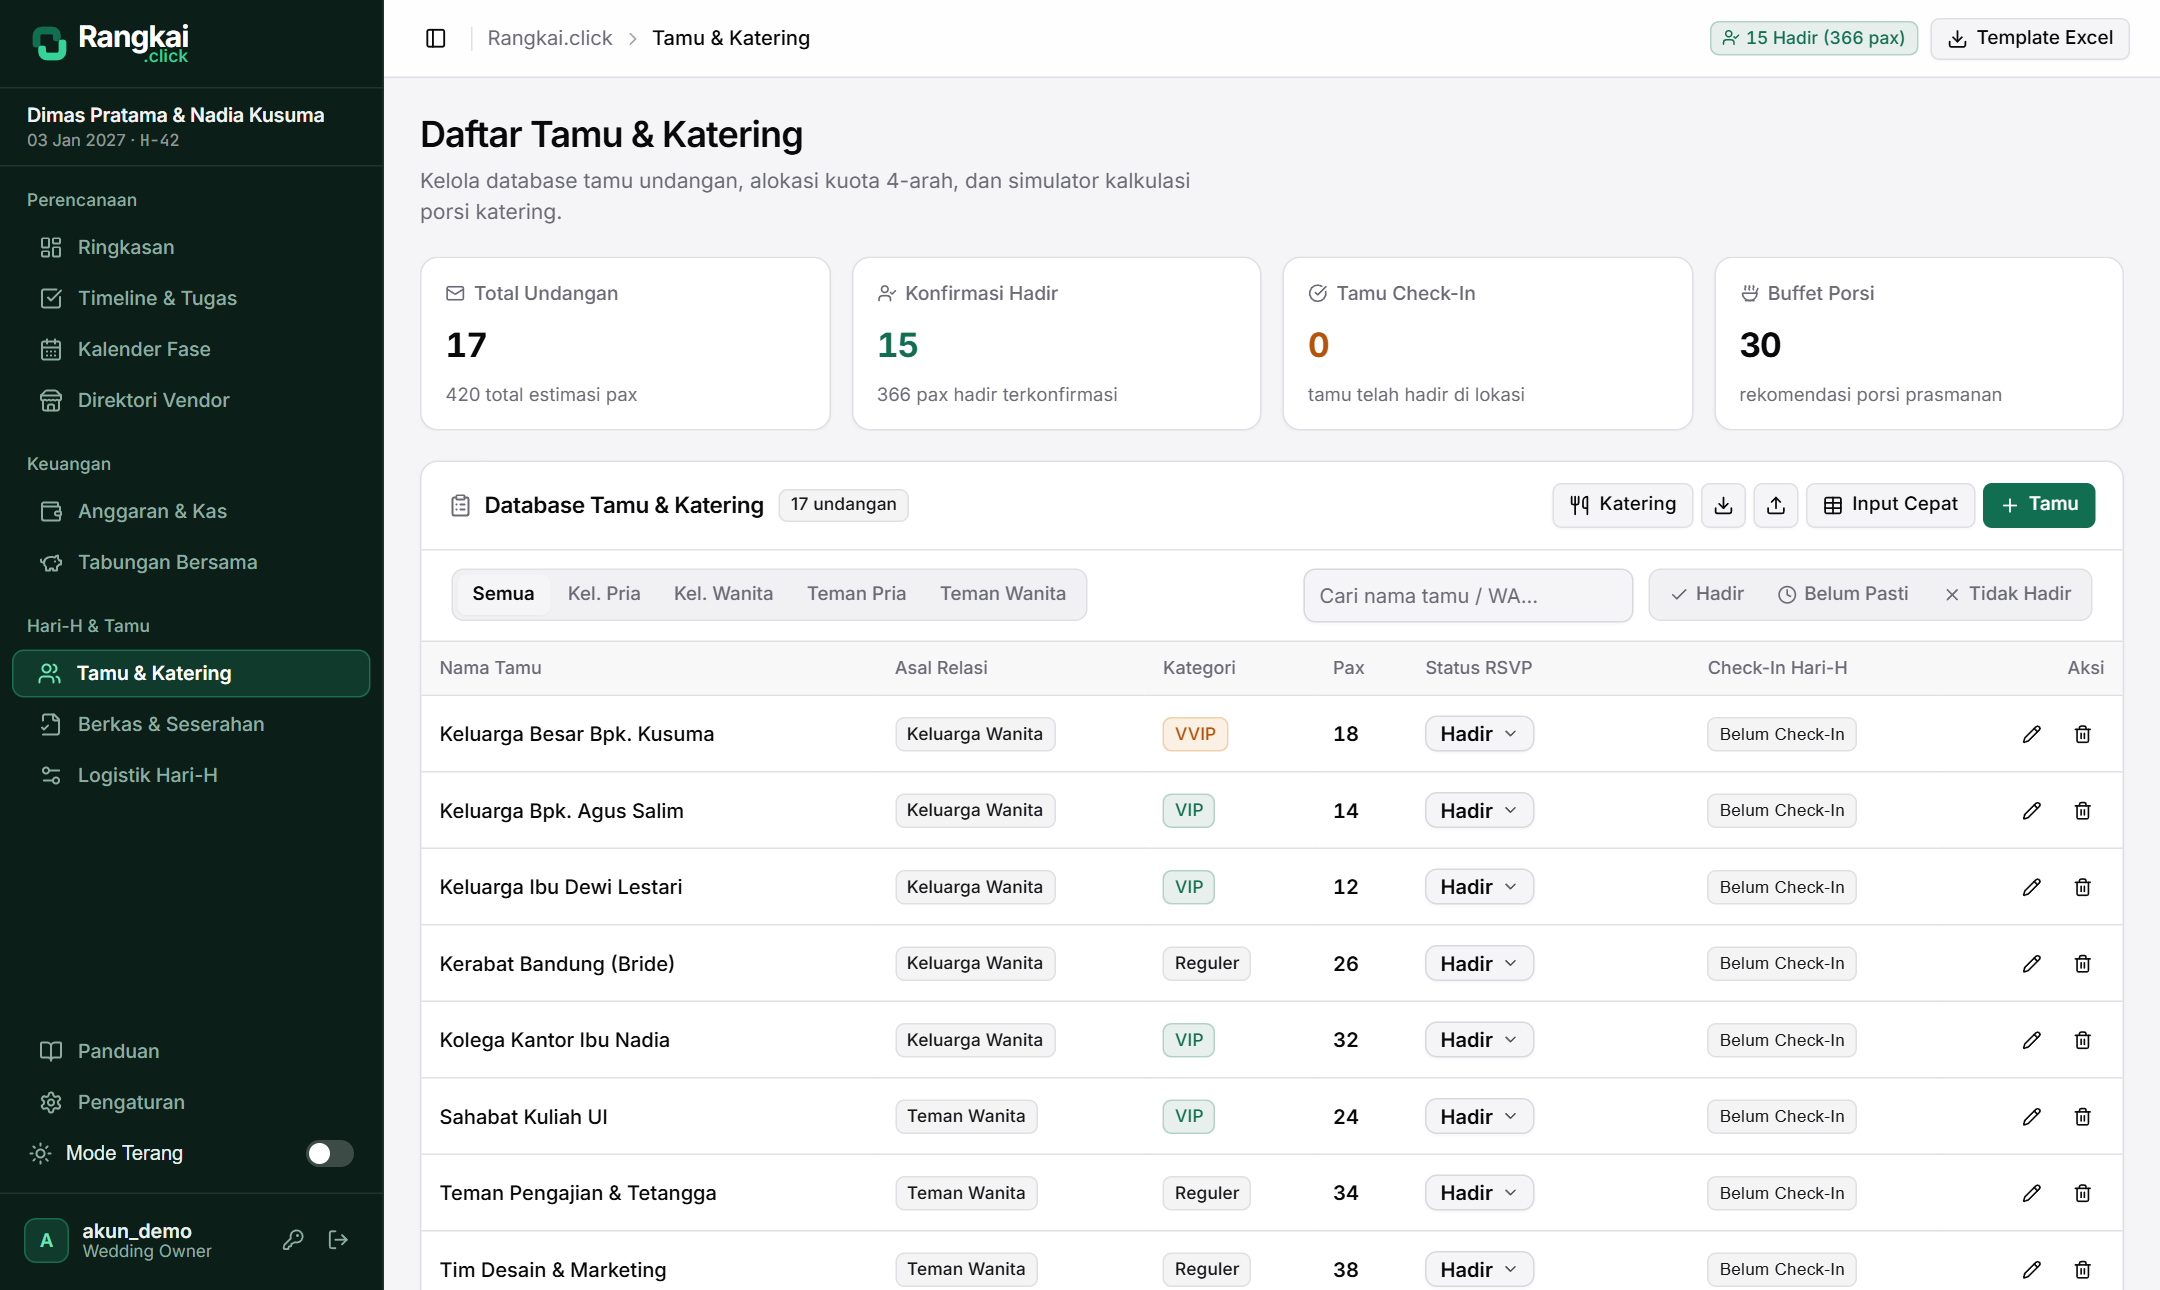 Rangkai
.click
Dimas Pratama & Nadia Kusuma
03 Jan 2027 · H-42
Perencanaan
Ringkasan
Timeline & Tugas
Kalender Fase
Direktori Vendor
Keuangan
Anggaran & Kas
Tabungan Bersama
Hari-H & Tamu
Tamu & Katering
Berkas & Seserahan
Logistik Hari-H
Panduan
Pengaturan
Mode Terang
A
akun_demo
Wedding Owner
Rangkai.click > Tamu & Katering
15 Hadir (366 pax)
Template Excel
Daftar Tamu & Katering
Kelola database tamu undangan, alokasi kuota 4-arah, dan simulator kalkulasi
porsi katering.
Total Undangan
17
420 total estimasi pax
Konfirmasi Hadir
15
366 pax hadir terkonfirmasi
Tamu Check-In
0
tamu telah hadir di lokasi
Buffet Porsi
30
rekomendasi porsi prasmanan
Database Tamu & Katering 17 undangan
Katering
Input Cepat
+ Tamu
Semua Kel. Pria Kel. Wanita Teman Pria Teman Wanita
Cari nama tamu / WA...
Hadir Belum Pasti Tidak Hadir
Nama Tamu Asal Relasi Kategori Pax Status RSVP Check-In Hari-H Aksi
Keluarga Besar Bpk. Kusuma Keluarga Wanita VVIP 18 Hadir Belum Check-In
Keluarga Bpk. Agus Salim Keluarga Wanita VIP 14 Hadir Belum Check-In
Keluarga Ibu Dewi Lestari Keluarga Wanita VIP 12 Hadir Belum Check-In
Kerabat Bandung (Bride) Keluarga Wanita Reguler 26 Hadir Belum Check-In
Kolega Kantor Ibu Nadia Keluarga Wanita VIP 32 Hadir Belum Check-In
Sahabat Kuliah UI Teman Wanita VIP 24 Hadir Belum Check-In
Teman Pengajian & Tetangga Teman Wanita Reguler 34 Hadir Belum Check-In
Tim Desain & Marketing Teman Wanita Reguler 38 Hadir Belum Check-In